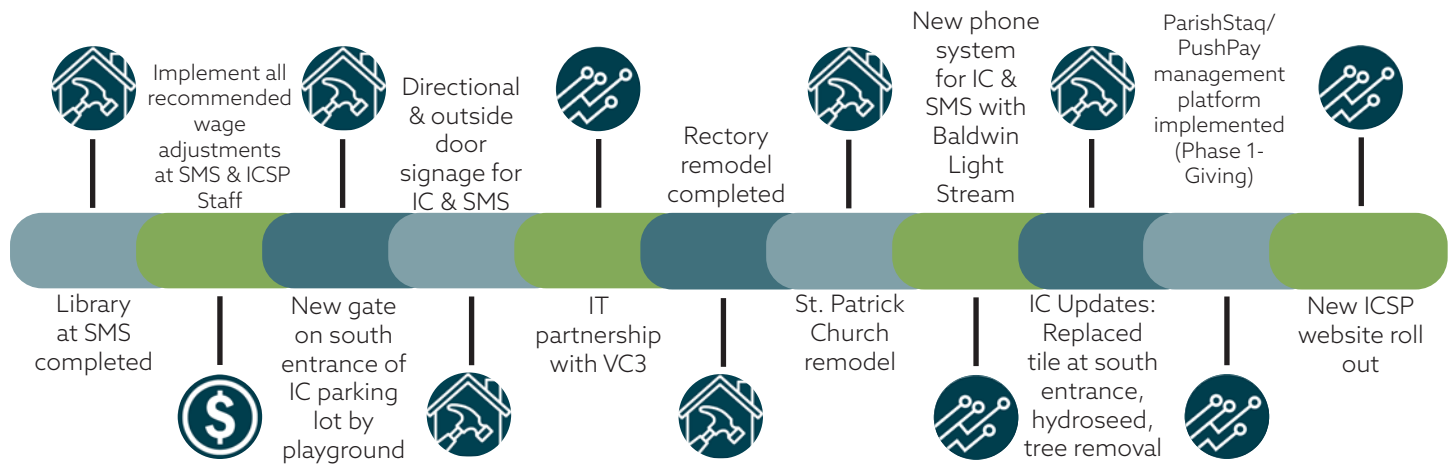 Library
at SMS
completed
Implement all
recommended
wage
adjustments
at SMS & ICSP
Staff
$
New gate
on south
entrance of
IC parking
lot by
playground
Directional
& outside
door
signage for
IC & SMS
IT
partnership
with VC3
Rectory
remodel
completed
St. Patrick
Church
remodel
New phone
system
for IC &
SMS with
Baldwin
Light
Stream
IC Updates:
Replaced
tile at south
entrance,
hydroseed,
tree removal
ParishStaq/
PushPay
management
platform
implemented
(Phase 1-
Giving)
New ICSP
website roll
out